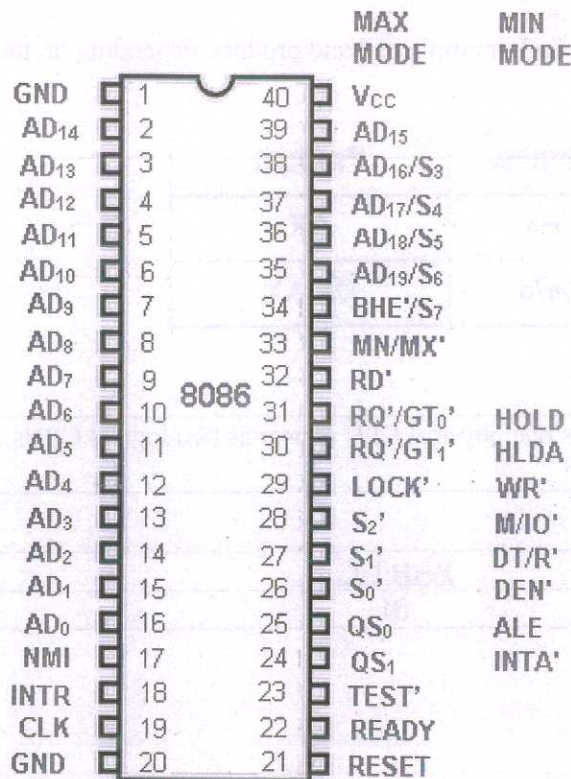 MAX MIN
MODE MODE
GND 1 40 Vcc
AD14 2 39 AD15
AD13 3 38 AD16/S3
AD12 4 37 AD17/S4
AD11 5 36 AD18/S5
AD10 6 35 AD19/S6
AD9 7 34 BHE'/S7
AD8 8 33 MN/MX'
AD7 9 32 RD'
8086
AD6 10 31 RQ'/GT0' HOLD
AD5 11 30 RQ'/GT1' HLDA
AD4 12 29 LOCK' WR'
AD3 13 28 S2' M/IO'
AD2 14 27 S1' DT/R'
AD1 15 26 S0' DEN'
AD0 16 25 QS0 ALE
NMI 17 24 QS1 INTA'
INTR 18 23 TEST'
CLK 19 22 READY
GND 20 21 RESET